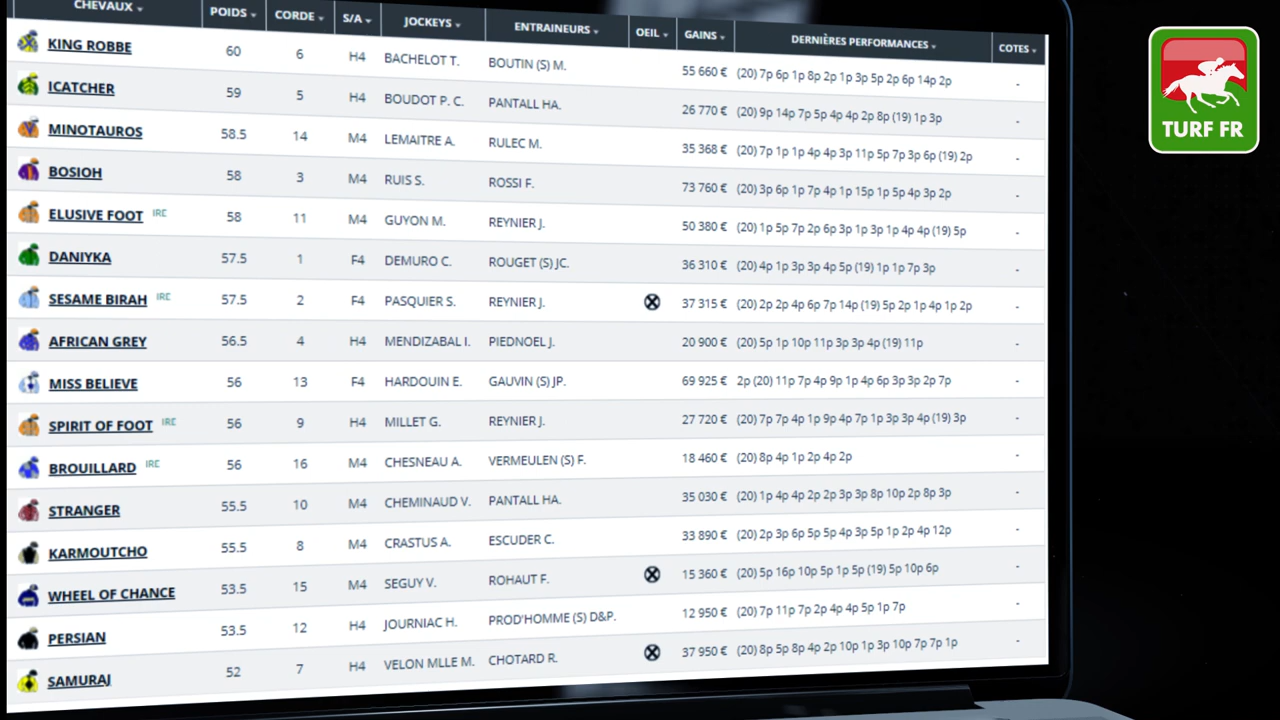 CHEVAUX POIDS CORDE S/A JOCKEYS ENTRAINEURS OEIL GAINS DERNIÈRES PERFORMANCES COTES
KING ROBBE 60 6 H4 BACHELOT T. BOUTIN (S) M. 55 660 € (20) 7p 6p 1p 8p 2p 1p 3p 5p 2p 6p 14p 2p -
ICATCHER 59 5 H4 BOUDOT P. C. PANTALL HA. 26 770 € (20) 9p 14p 7p 5p 4p 4p 2p 8p (19) 1p 3p -
MINOTAUROS 58.5 14 M4 LEMAITRE A. RULEC M. 35 368 € (20) 7p 1p 1p 4p 4p 3p 11p 5p 7p 3p 6p (19) 2p -
BOSIOH 58 3 M4 RUIS S. ROSSI F. 73 760 € (20) 3p 6p 1p 7p 4p 1p 15p 1p 5p 4p 3p 2p -
ELUSIVE FOOT IRE 58 11 M4 GUYON M. REYNIER J. 50 380 € (20) 1p 5p 7p 2p 6p 3p 1p 3p 1p 4p 4p (19) 5p -
DANIYKA 57.5 1 F4 DEMURO C. ROUGET (S) JC. 36 310 € (20) 4p 1p 3p 3p 4p 5p (19) 1p 1p 7p 3p -
SESAME BIRAH IRE 57.5 2 F4 PASQUIER S. REYNIER J. 37 315 € (20) 2p 2p 4p 6p 7p 14p (19) 5p 2p 1p 4p 1p 2p -
AFRICAN GREY 56.5 4 H4 MENDIZABAL I. PIEDNOEL J. 20 900 € (20) 5p 1p 10p 11p 3p 3p 4p (19) 11p -
MISS BELIEVE 56 13 F4 HARDOUIN E. GAUVIN (S) JP. 69 925 € 2p (20) 11p 7p 4p 9p 1p 4p 6p 3p 3p 2p 7p -
SPIRIT OF FOOT IRE 56 9 H4 MILLET G. REYNIER J. 27 720 € (20) 7p 7p 4p 1p 9p 4p 7p 1p 3p 3p 4p (19) 3p -
BROUILLARD IRE 56 16 M4 CHESNEAU A. VERMEULEN (S) F. 18 460 € (20) 8p 4p 1p 2p 4p 2p -
STRANGER 55.5 10 M4 CHEMINAUD V. PANTALL HA. 35 030 € (20) 1p 4p 4p 2p 2p 3p 3p 8p 10p 2p 8p 3p -
KARMOUTCHO 55.5 8 M4 CRASTUS A. ESCUDER C. 33 890 € (20) 2p 3p 6p 5p 5p 4p 3p 5p 1p 2p 4p 12p -
WHEEL OF CHANCE 53.5 15 M4 SEGUY V. ROHAUT F. 15 360 € (20) 5p 16p 10p 5p 1p 5p (19) 5p 10p 6p -
PERSIAN 53.5 12 H4 JOURNIAC H. PROD'HOMME (S) D&P. 12 950 € (20) 7p 11p 7p 2p 4p 4p 5p 1p 7p -
SAMURAJ 52 7 H4 VELON MLLE M. CHOTARD R. 37 950 € (20) 8p 5p 8p 4p 2p 10p 1p 3p 10p 7p 7p 1p -
TURF FR